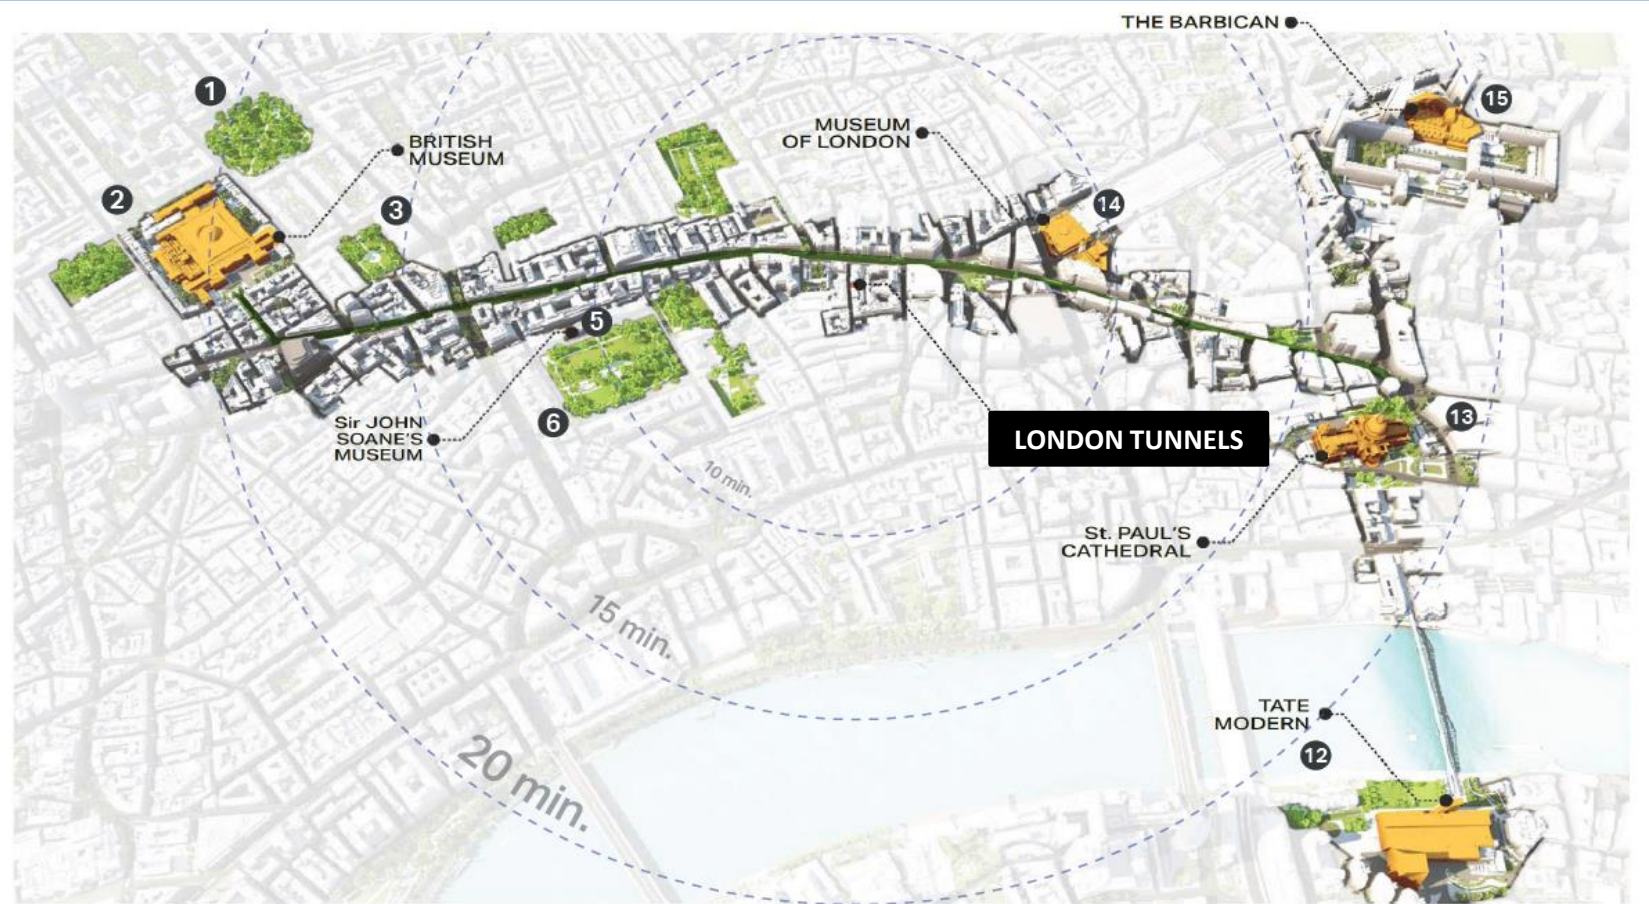 THE BARBICAN
1
15
MUSEUM
OF LONDON
BRITISH
MUSEUM
2
3
14
5
6
Sir JOHN
SOANE'S
MUSEUM
LONDON TUNNELS
13
10 min.
St. PAUL'S
CATHEDRAL
15 min.
TATE
MODERN
12
20 min.